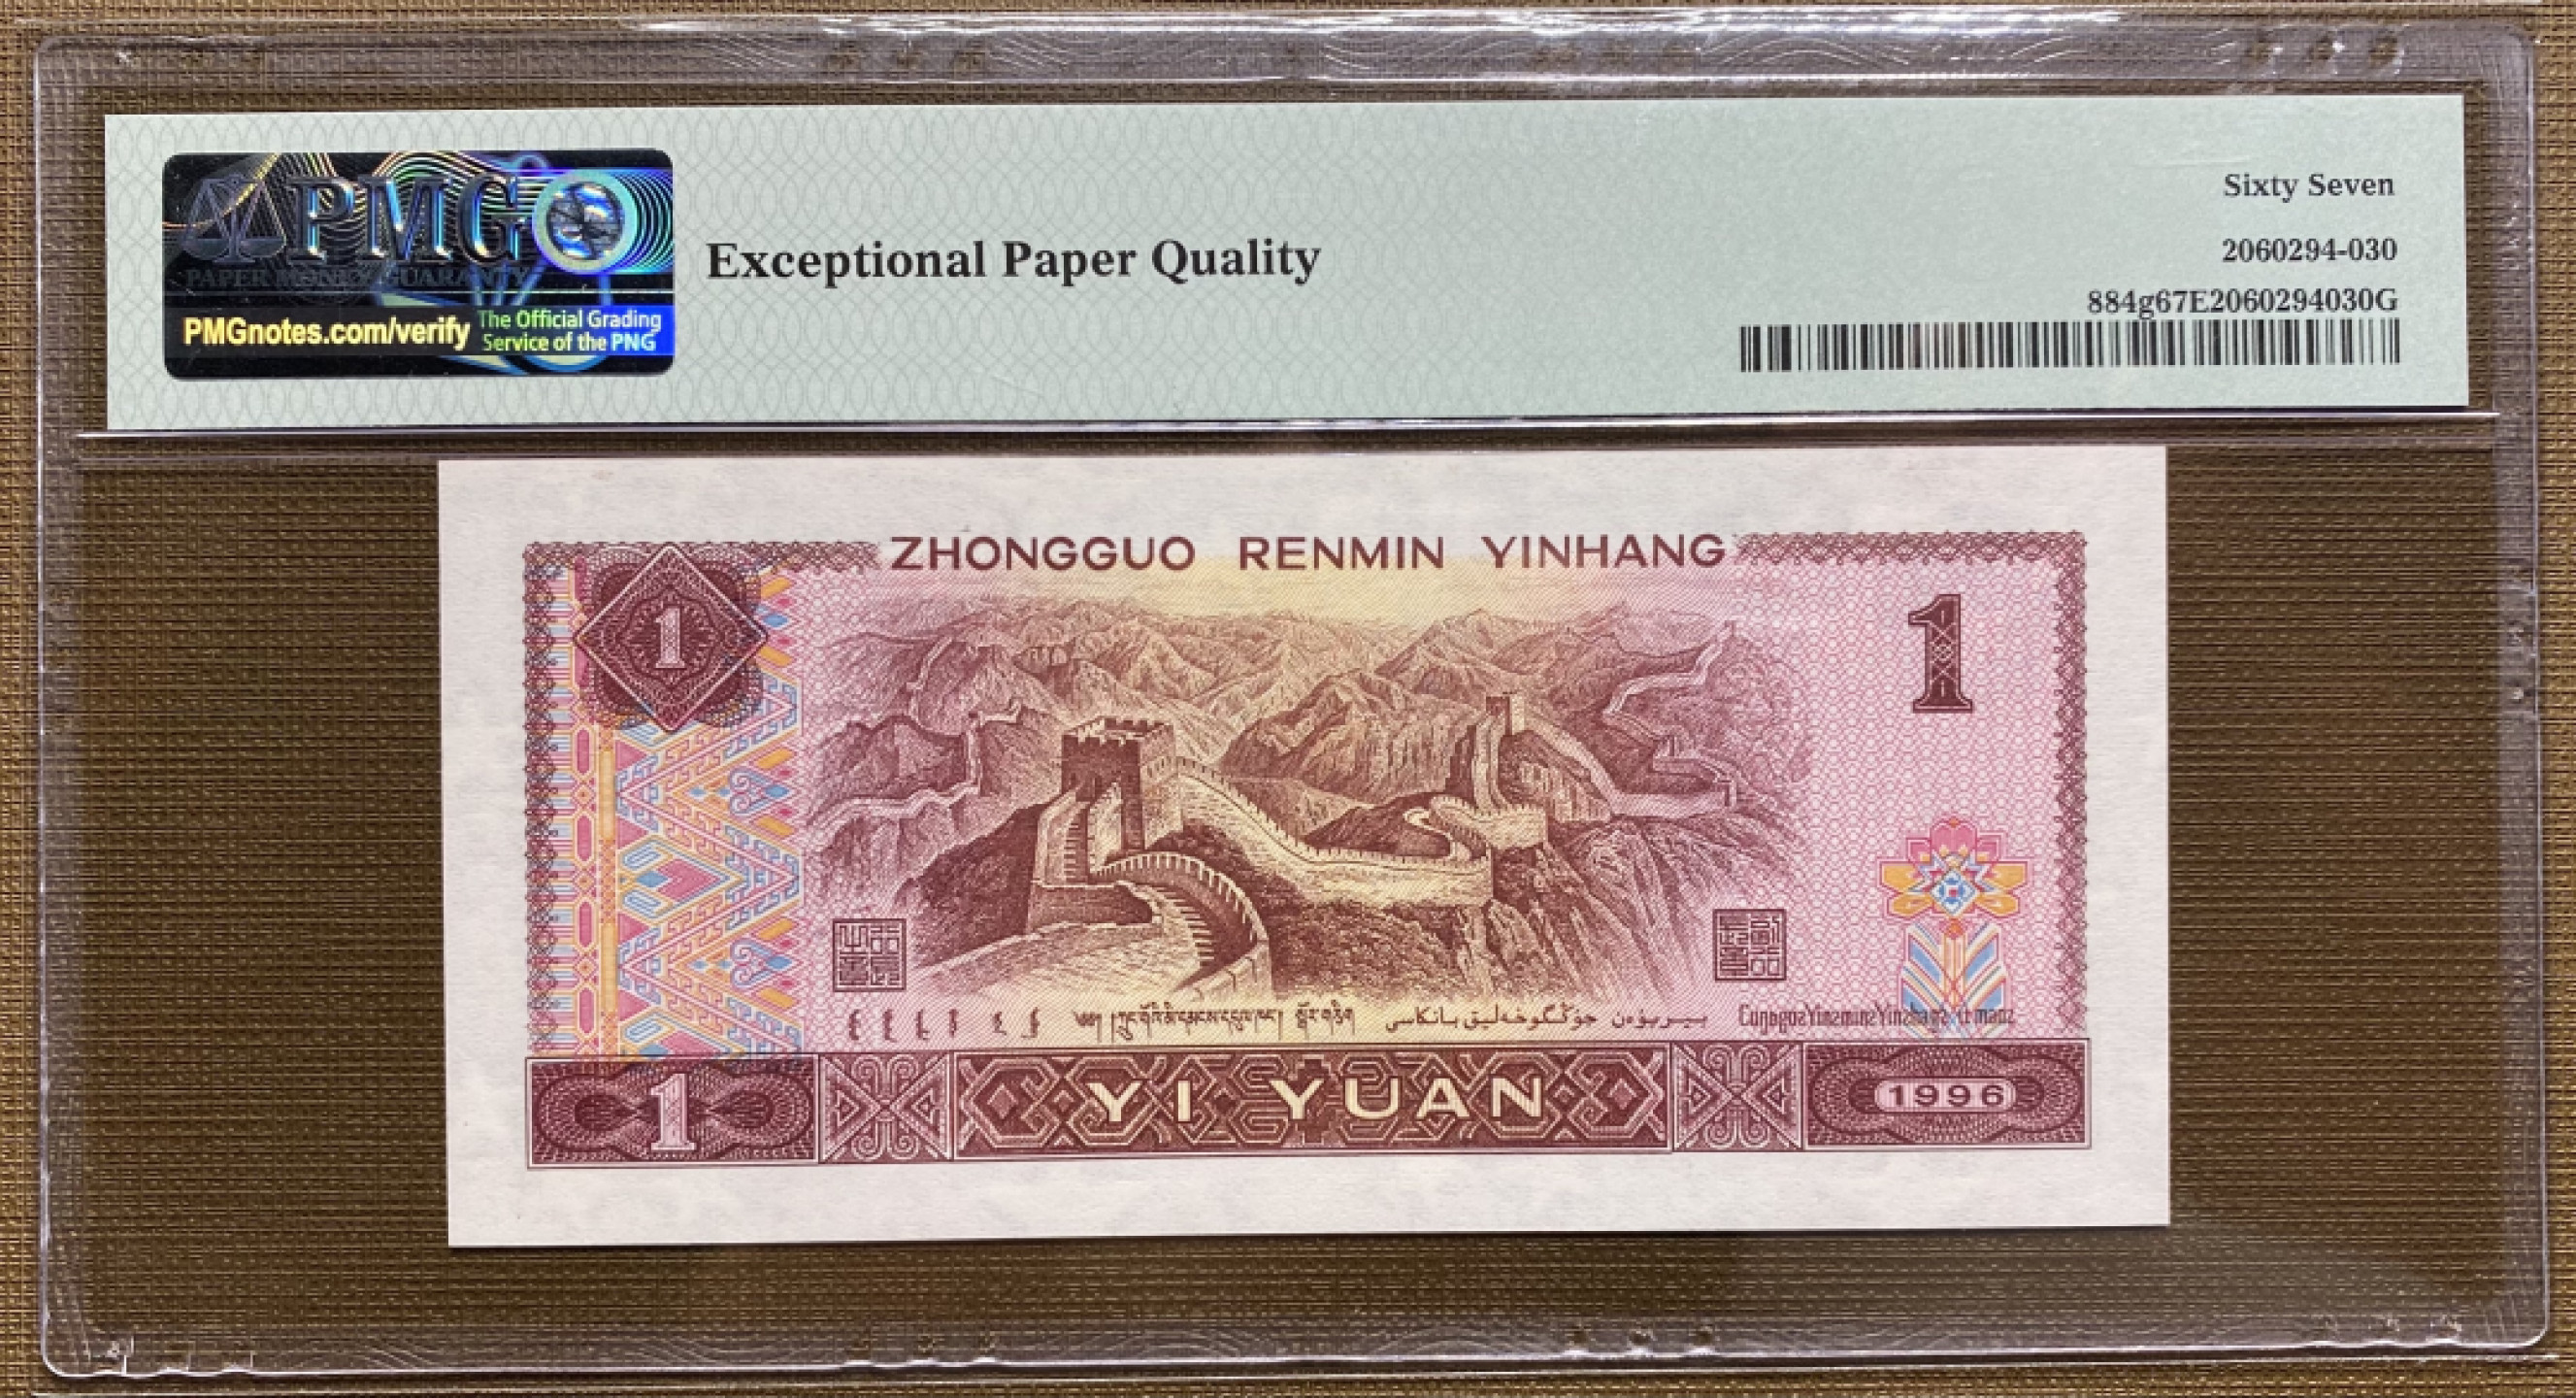 PMG
PAPER MONEY GUARANTY
PMGnotes.com/verify
The Official Grading
Service of the PNG
Exceptional Paper Quality
Sixty Seven
2060294-030
884g67E2060294030G
ZHONGGUO RENMIN YINHANG
1
1
1
YI YUAN
1996